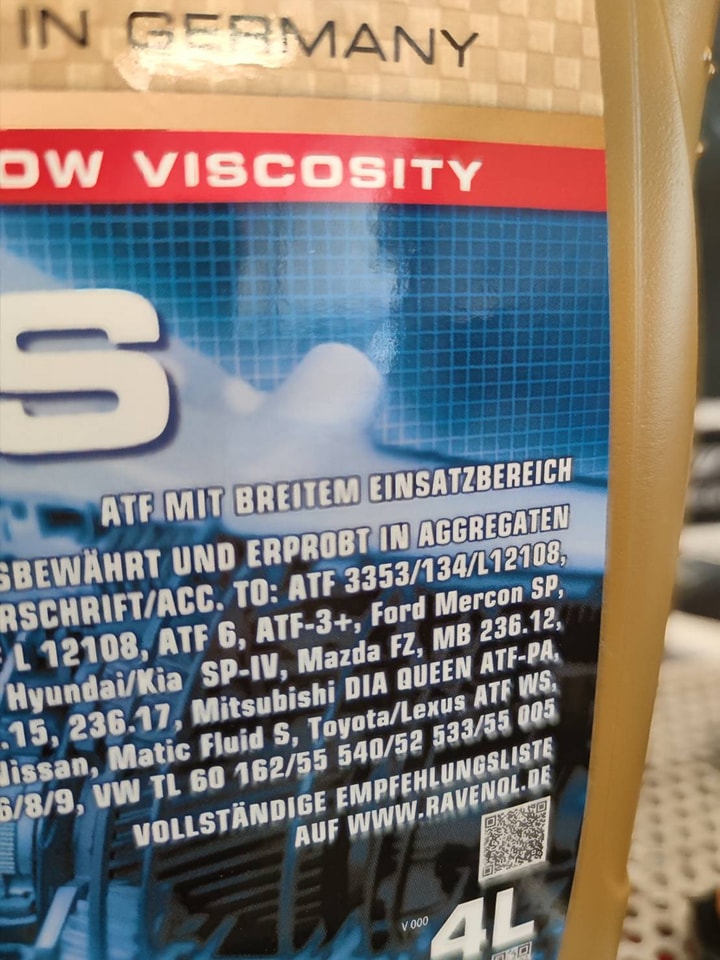 IN GERMANY
OW VISCOSITY
S
ATF MIT BREITEM EINSATZBEREICH
SBEWÄHRT UND ERPROBT IN AGGREGATEN
RSCHRIFT/ACC. TO: ATF 3353/134/L12108,
L 12108, ATF 6, ATF-3+, Ford Mercon SP,
Hyundai/Kia SP-IV, Mazda FZ, MB 236.12,
.15, 236.17, Mitsubishi DIA QUEEN ATF-PA,
Nissan, Matic Fluid S, Toyota/Lexus ATF WS,
6/8/9, VW TL 60 162/55 540/52 533/55 005
VOLLSTÄNDIGE EMPFEHLUNGSLISTE
AUF WWW.RAVENOL.DE
V 000
4L